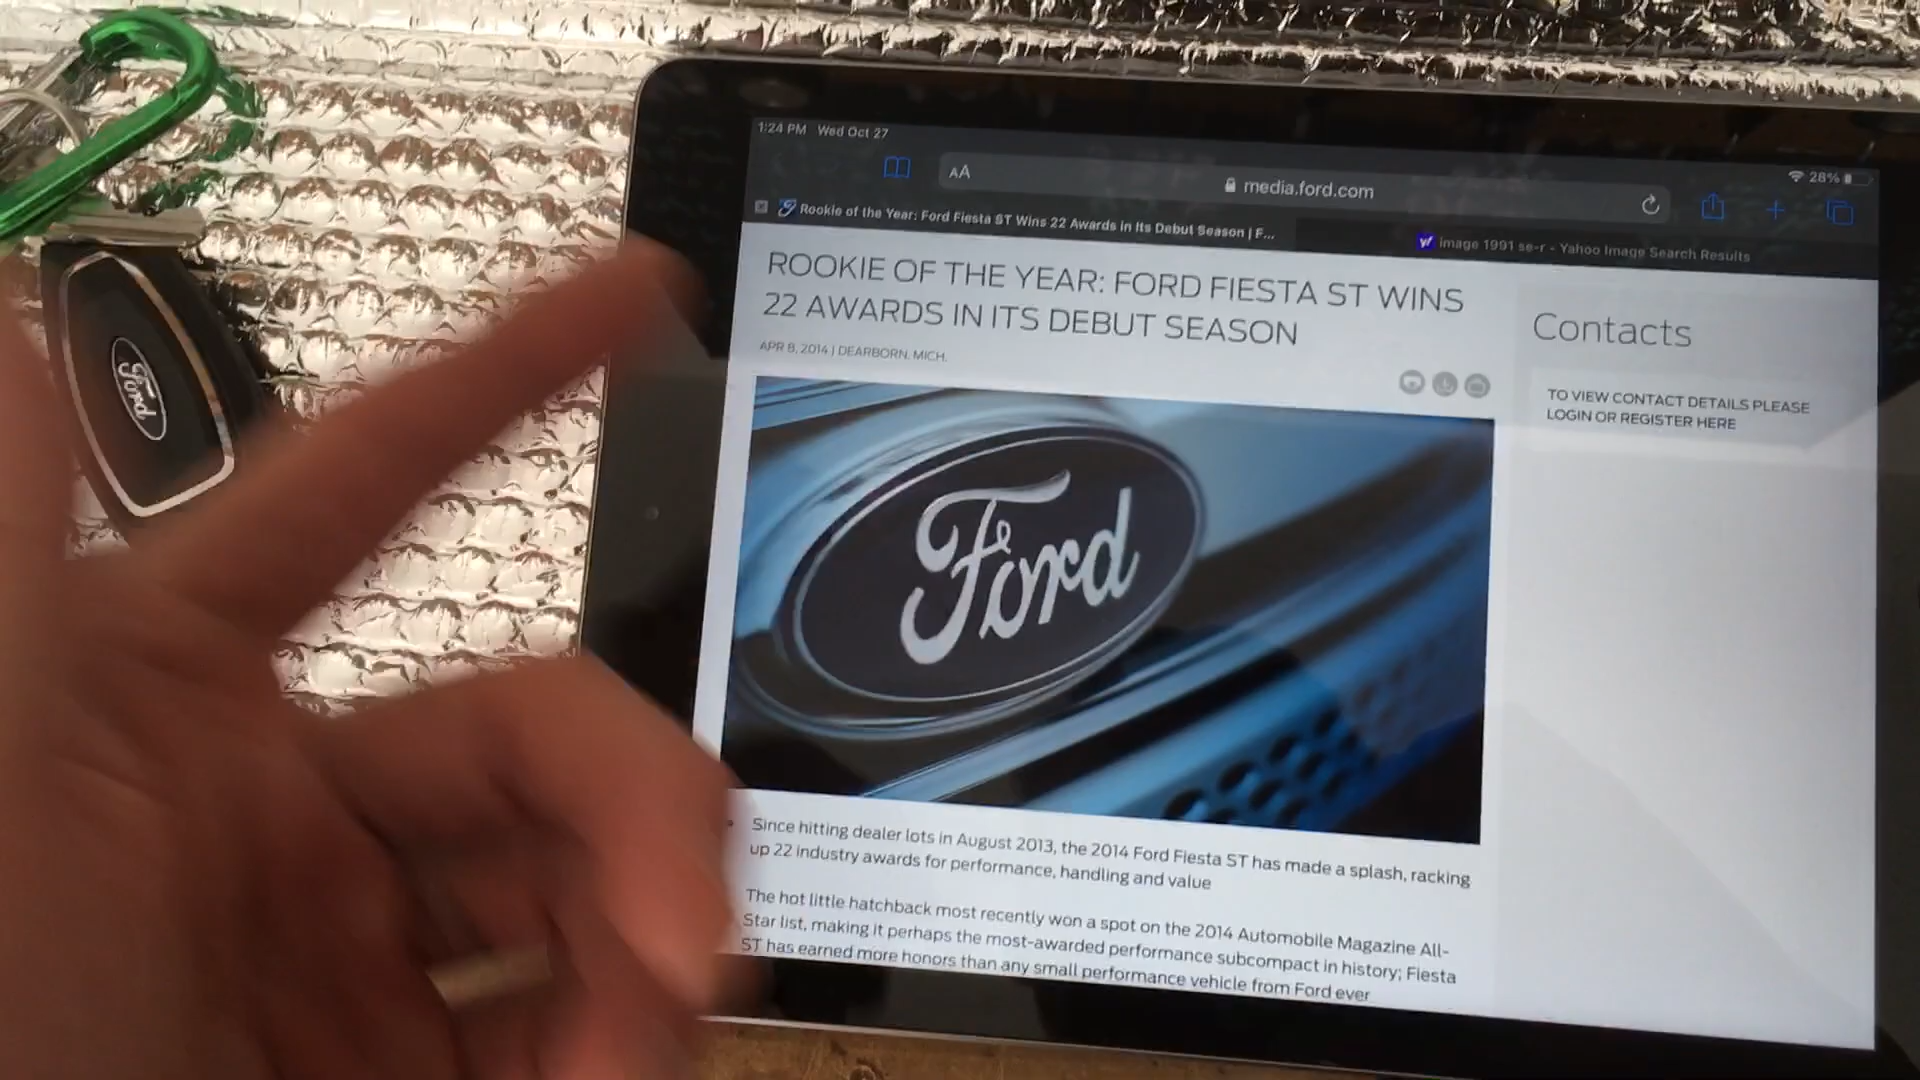 1:24 PM Wed Oct 27
28%
AA
media.ford.com
Rookie of the Year: Ford Fiesta ST Wins 22 Awards in Its Debut Season | F...
image 1991 se-r - Yahoo Image Search Results
ROOKIE OF THE YEAR: FORD FIESTA ST WINS
22 AWARDS IN ITS DEBUT SEASON
APR 8, 2014 | DEARBORN, MICH.
Contacts
TO VIEW CONTACT DETAILS PLEASE
LOGIN OR REGISTER HERE
Ford
Ford
Since hitting dealer lots in August 2013, the 2014 Ford Fiesta ST has made a splash, racking
up 22 industry awards for performance, handling and value
The hot little hatchback most recently won a spot on the 2014 Automobile Magazine All-
Star list, making it perhaps the most-awarded performance subcompact in history; Fiesta
ST has earned more honors than any small performance vehicle from Ford ever